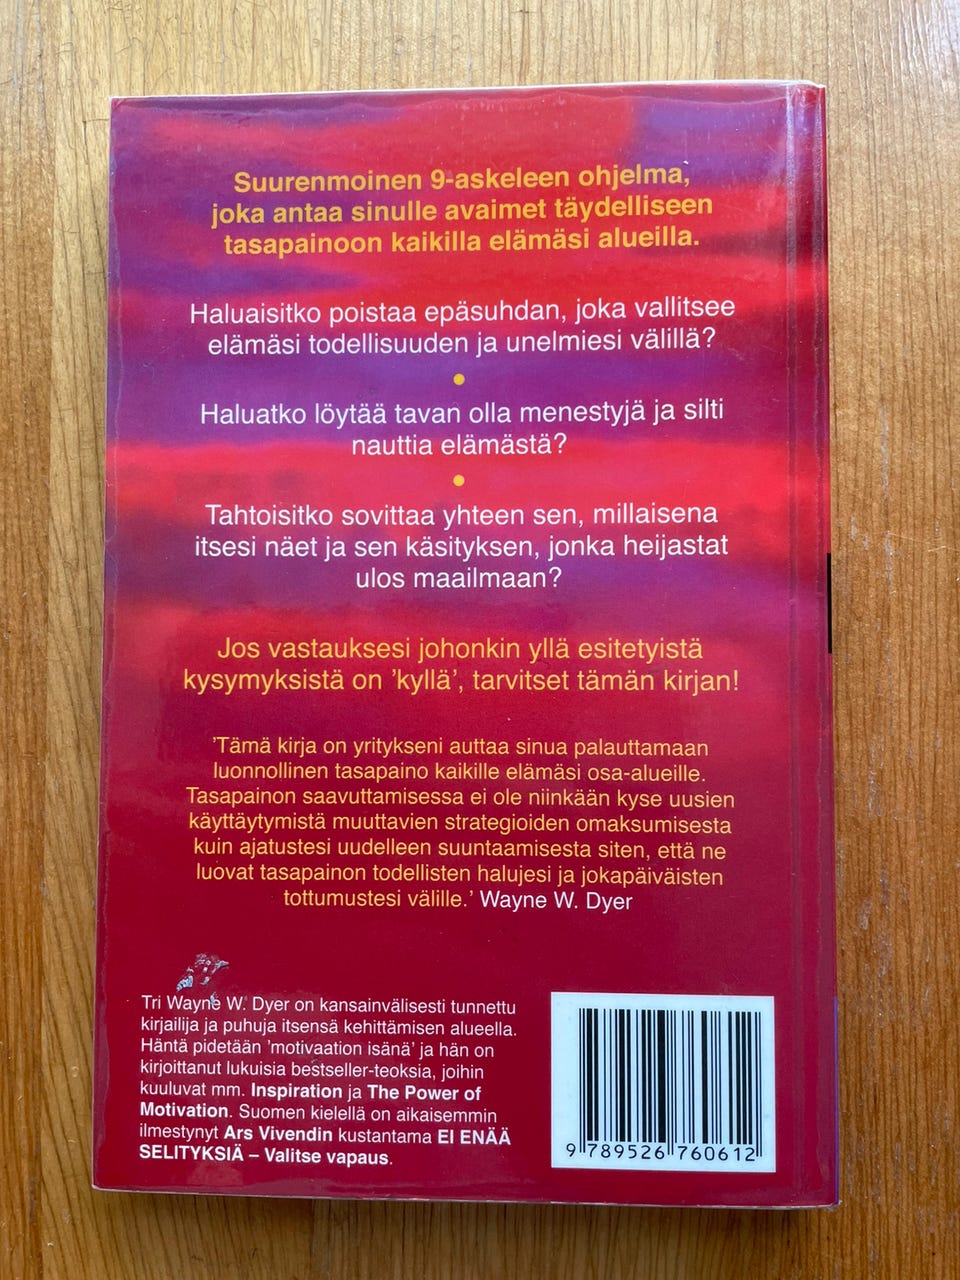 Suurenmoinen 9-askeleen ohjelma,
joka antaa sinulle avaimet täydelliseen
tasapainoon kaikilla elämäsi alueilla.
Haluaisitko poistaa epäsuhdan, joka vallitsee
elämäsi todellisuuden ja unelmiesi välillä?
Haluatko löytää tavan olla menestyjä ja silti
nauttia elämästä?
Tahtoisitko sovittaa yhteen sen, millaisena
itsesi näet ja sen käsityksen, jonka heijastat
ulos maailmaan?
Jos vastauksesi johonkin yllä esitetyistä
kysymyksistä on ’kyllä’, tarvitset tämän kirjan!
’Tämä kirja on yritykseni auttaa sinua palauttamaan
luonnollinen tasapaino kaikille elämäsi osa-alueille.
Tasapainon saavuttamisessa ei ole niinkään kyse uusien
käyttäytymistä muuttavien strategioiden omaksumisesta
kuin ajatustesi uudelleen suuntaamisesta siten, että ne
luovat tasapainon todellisten halujesi ja jokapäiväisten
tottumustesi välille.’ Wayne W. Dyer
Tri Wayne W. Dyer on kansainvälisesti tunnettu
kirjailija ja puhuja itsensä kehittämisen alueella.
Häntä pidetään ’motivaation isänä’ ja hän on
kirjoittanut lukuisia bestseller-teoksia, joihin
kuuluvat mm. Inspiration ja The Power of
Motivation. Suomen kielellä on aikaisemmin
ilmestynyt Ars Vivendin kustantama EI ENÄÄ
SELITYKSIÄ – Valitse vapaus.
9 789526 760612